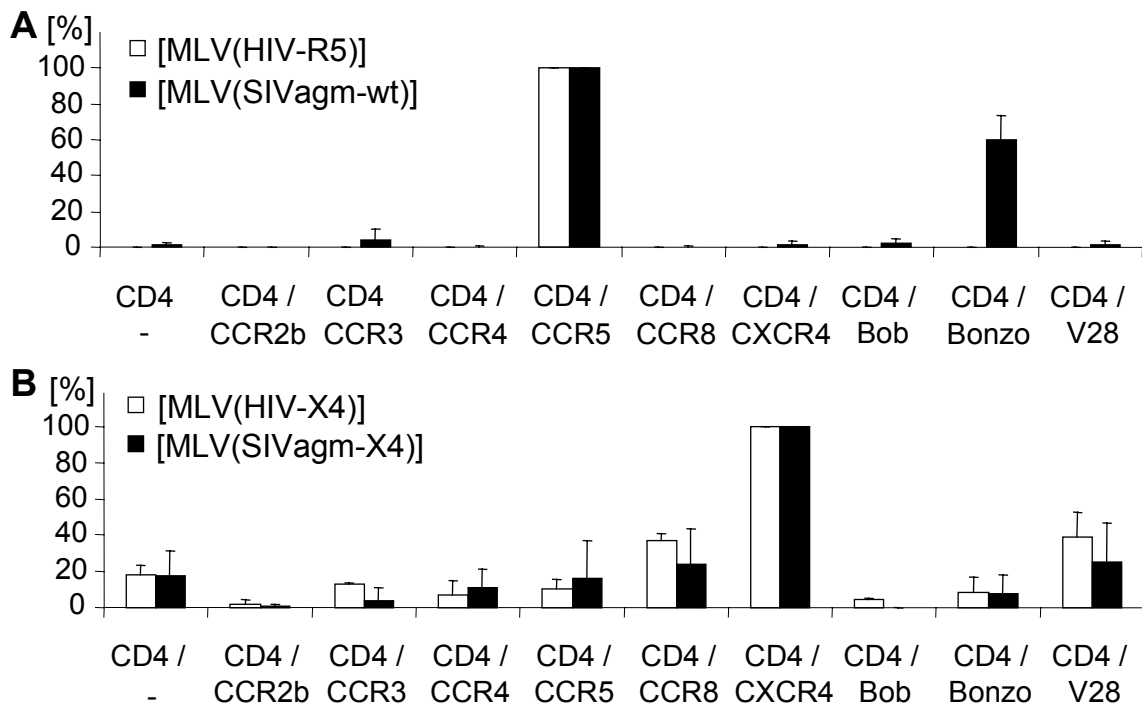 A [%]
[MLV(HIV-R5)]
[MLV(SIVagm-wt)]
100
80
60
40
20
0
CD4 CD4 / CD4 CD4 / CD4 / CD4 / CD4 / CD4 / CD4 / CD4 /
- CCR2b CCR3 CCR4 CCR5 CCR8 CXCR4 Bob Bonzo V28
B [%]
[MLV(HIV-X4)]
[MLV(SIVagm-X4)]
100
80
60
40
20
0
CD4 / CD4 / CD4 / CD4 / CD4 / CD4 / CD4 / CD4 / CD4 / CD4 /
- CCR2b CCR3 CCR4 CCR5 CCR8 CXCR4 Bob Bonzo V28